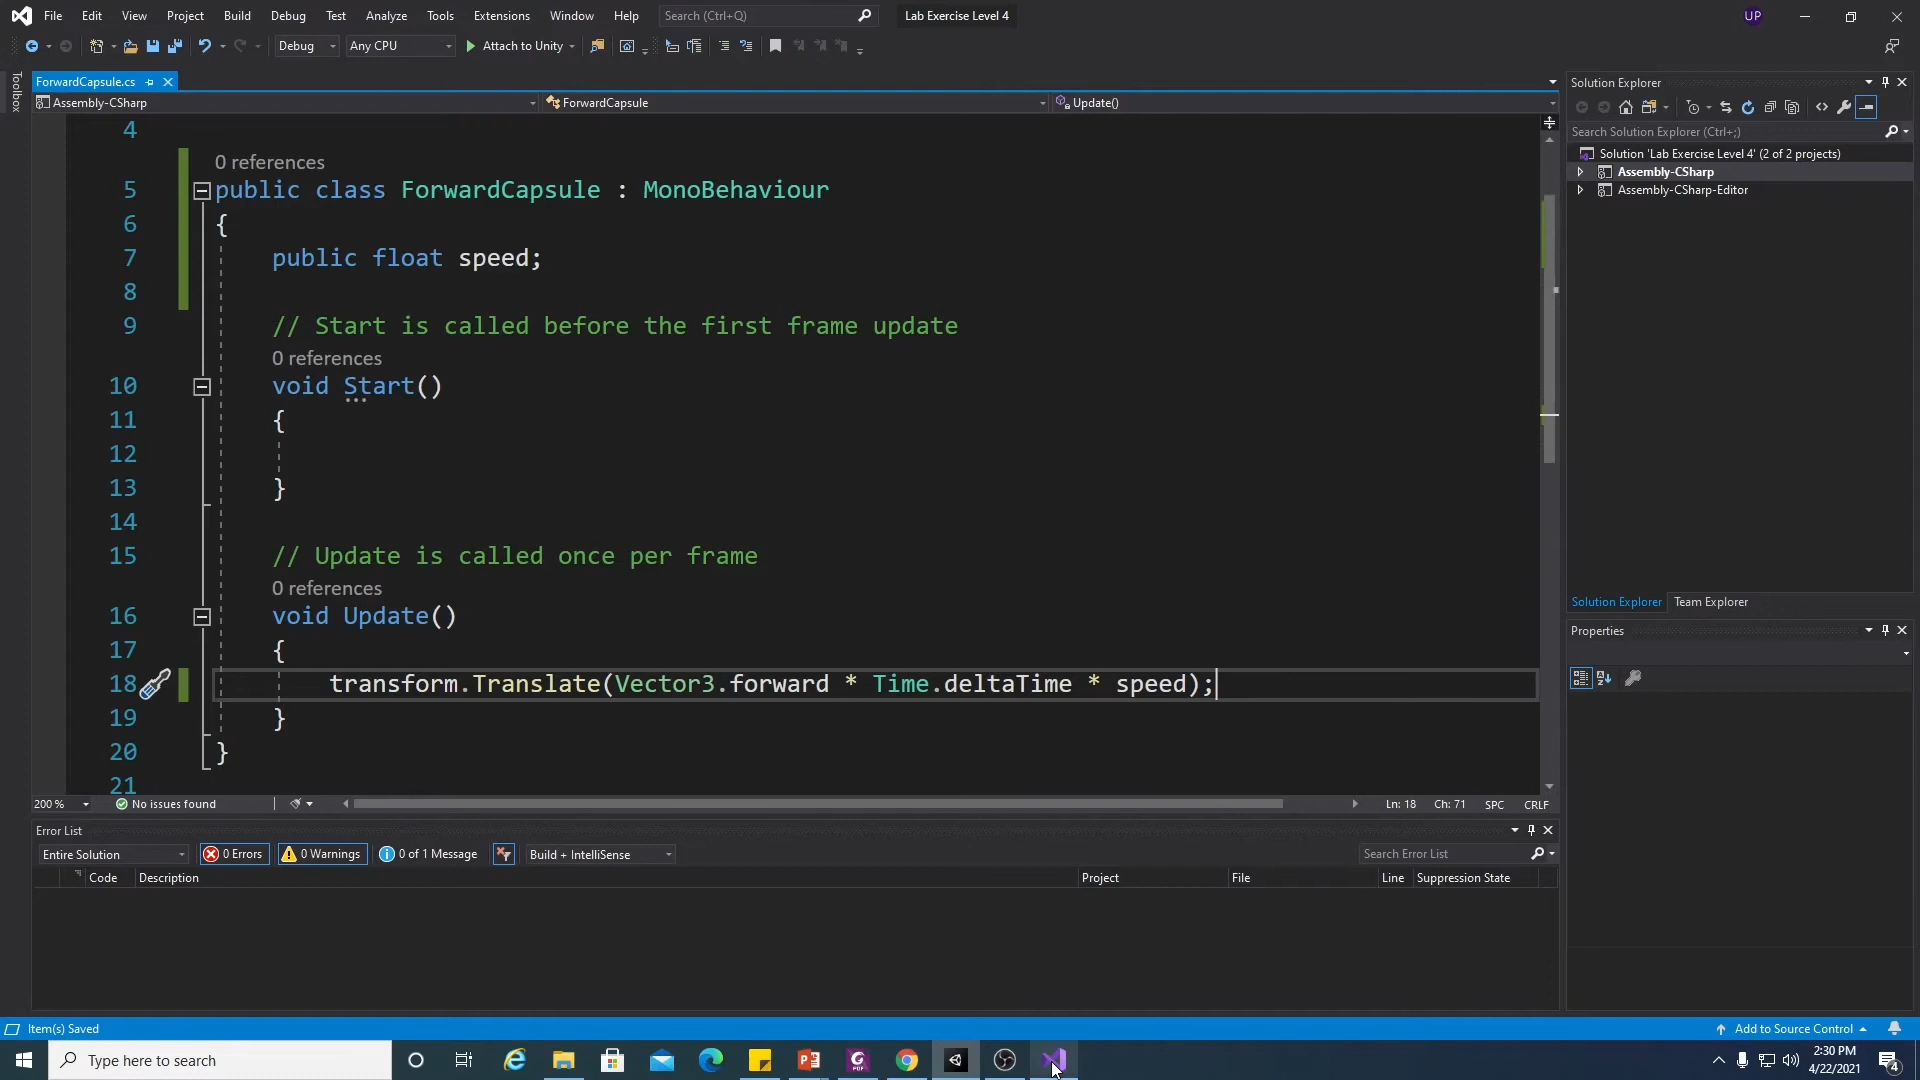 File Edit View Project Build Debug Test Analyze Tools Extensions Window Help Search (Ctrl+Q) Lab Exercise Level 4 UP
Debug Any CPU Attach to Unity
Toolbox
ForwardCapsule.cs
Assembly-CSharp ForwardCapsule Update()
4
0 references
5 public class ForwardCapsule : MonoBehaviour
6 {
7 public float speed;
8
9 // Start is called before the first frame update
0 references
10 void Start()
11 {
12
13 }
14
15 // Update is called once per frame
0 references
16 void Update()
17 {
18 transform.Translate(Vector3.forward * Time.deltaTime * speed);
19 }
20 }
21
200 % No issues found Ln: 18 Ch: 71 SPC CRLF
Error List
Entire Solution 0 Errors 0 Warnings 0 of 1 Message Build + IntelliSense Search Error List
Code Description Project File Line Suppression State
Solution Explorer
Search Solution Explorer (Ctrl+;)
Solution 'Lab Exercise Level 4' (2 of 2 projects)
Assembly-CSharp
Assembly-CSharp-Editor
Solution Explorer Team Explorer
Properties
Item(s) Saved Add to Source Control
Type here to search
2:30 PM
4/22/2021
4